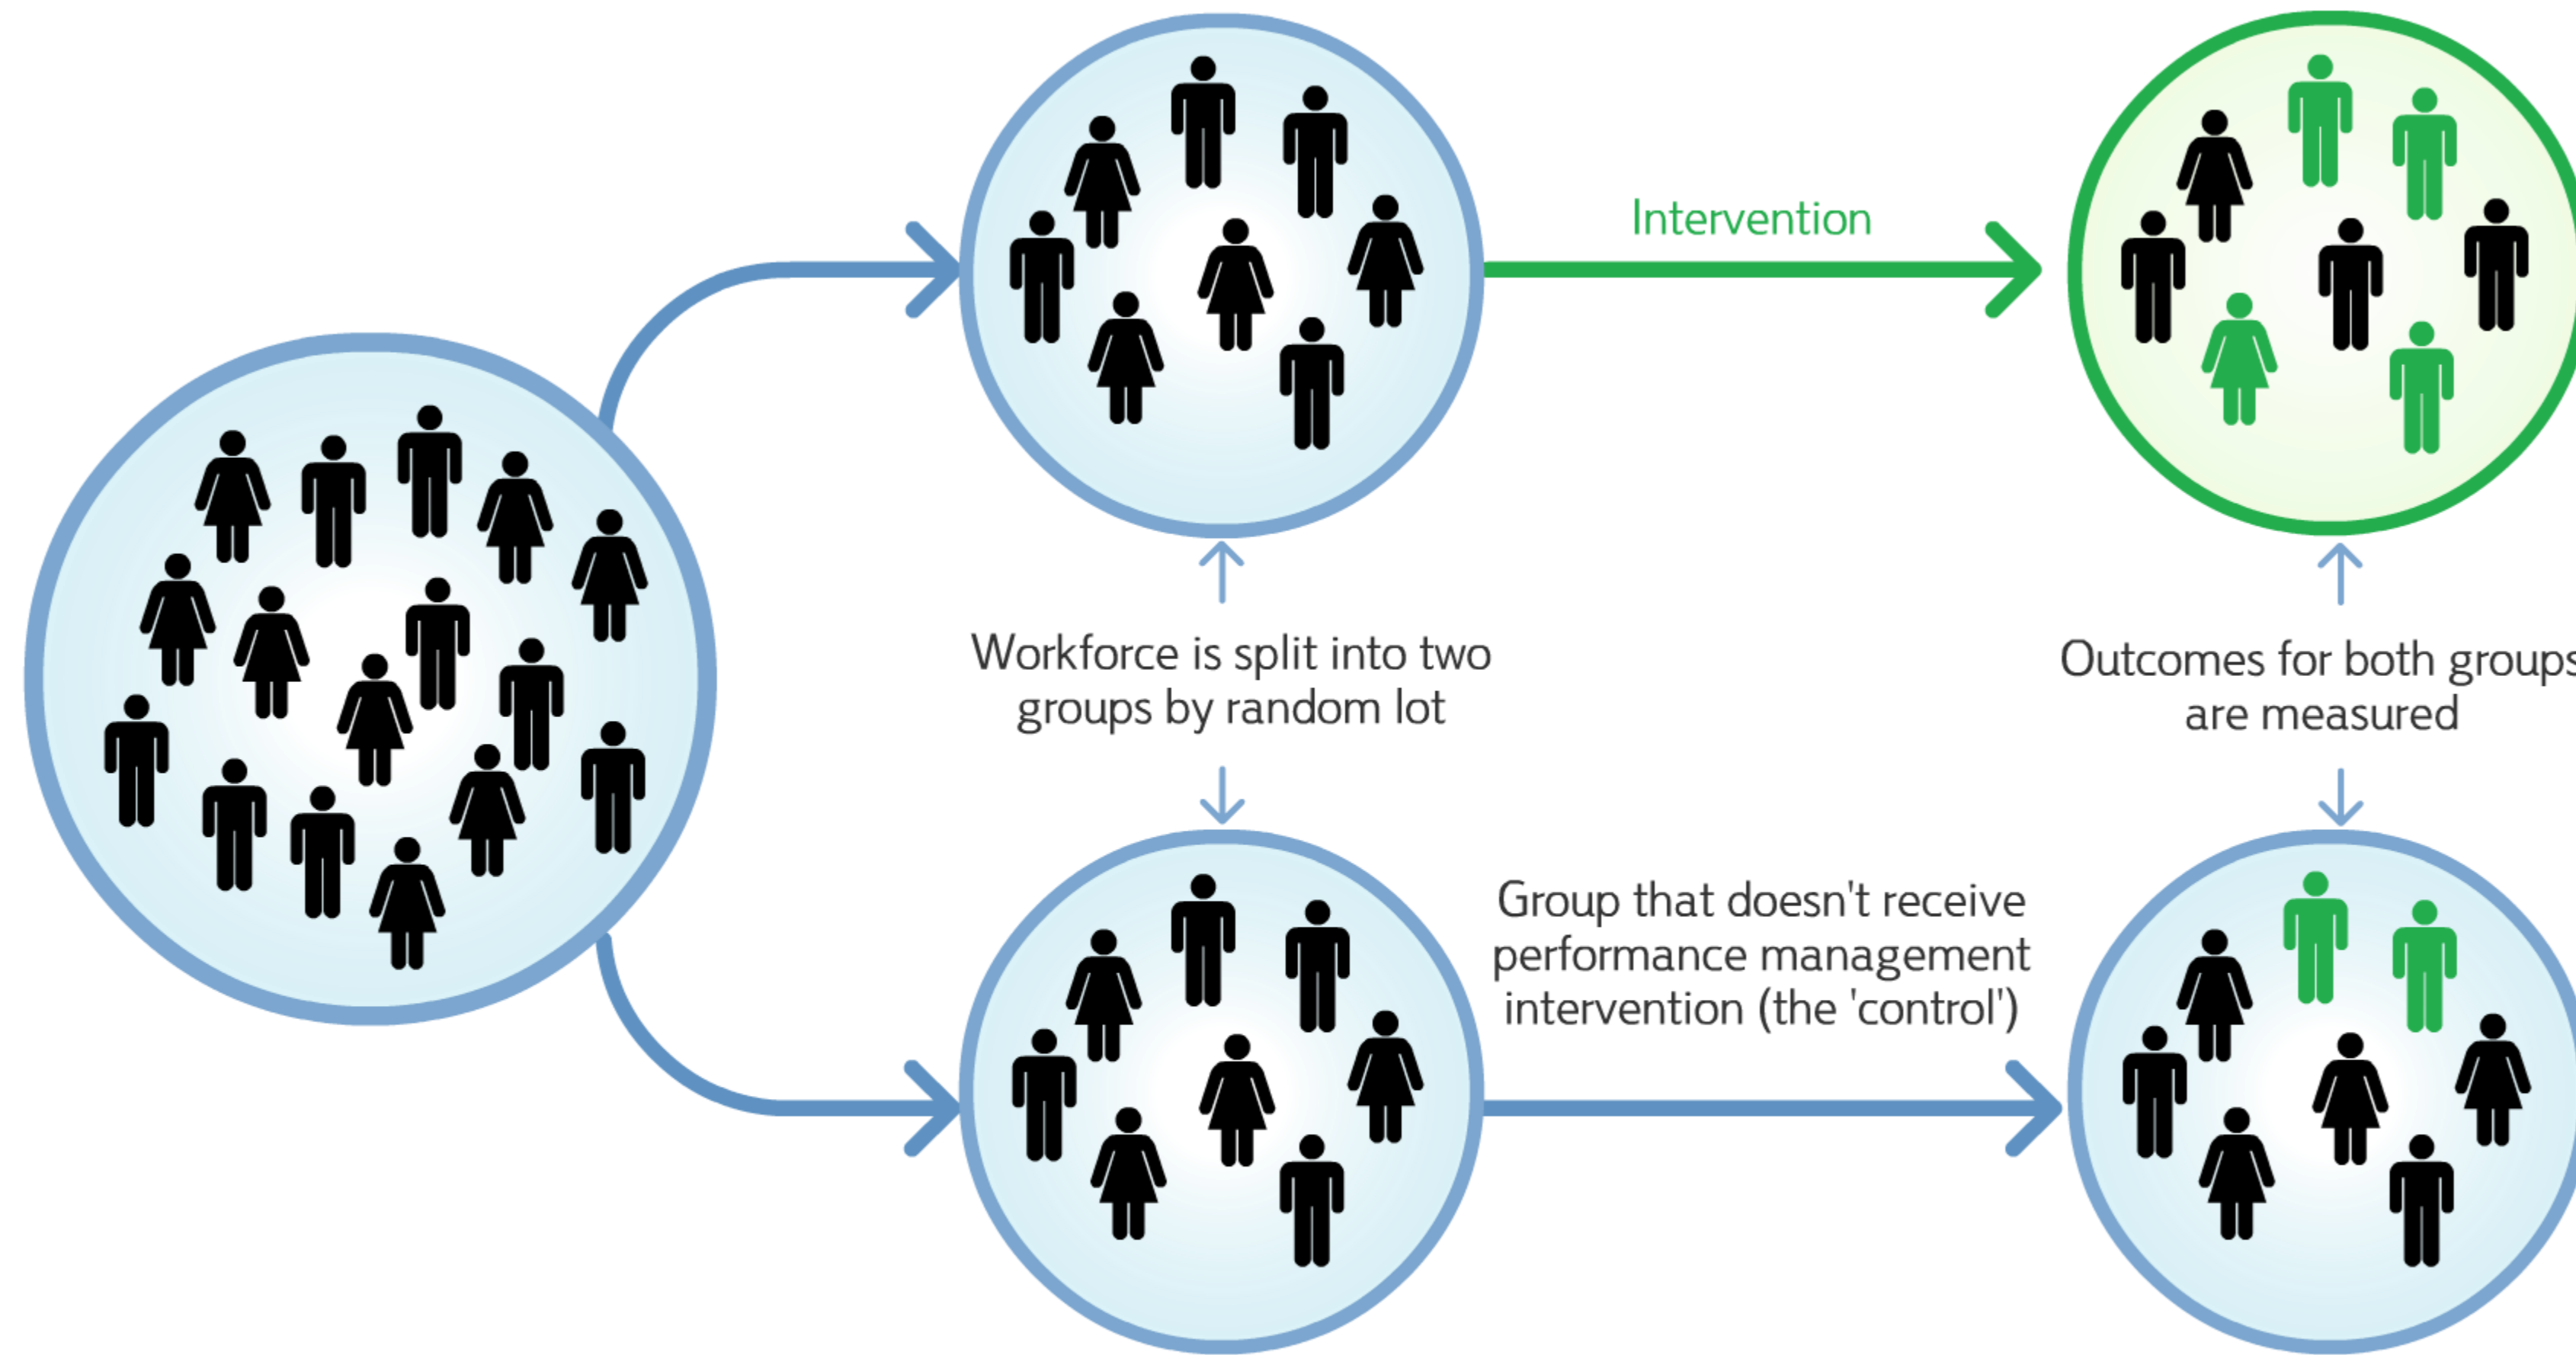 Intervention
Workforce is split into two
groups by random lot
Outcomes for both groups
are measured
Group that doesn't receive
performance management
intervention (the 'control')